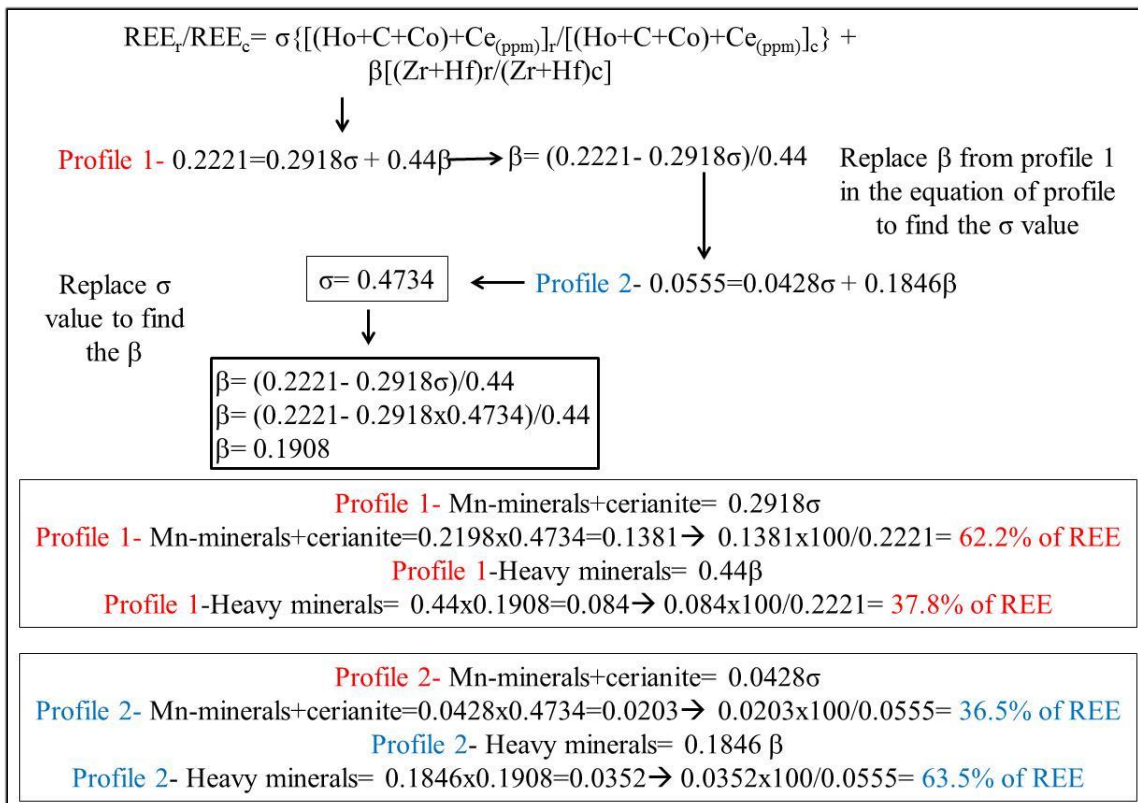 REEr/REEc= σ{[(Ho+C+Co)+Ce(ppm)]r/[(Ho+C+Co)+Ce(ppm)]c} +
β[(Zr+Hf)r/(Zr+Hf)c]
Profile 1- 0.2221=0.2918σ + 0.44β
β= (0.2221- 0.2918σ)/0.44
Replace β from profile 1
in the equation of profile
to find the σ value
Profile 2- 0.0555=0.0428σ + 0.1846β
σ= 0.4734
Replace σ
value to find
the β
β= (0.2221- 0.2918σ)/0.44
β= (0.2221- 0.2918x0.4734)/0.44
β= 0.1908
Profile 1- Mn-minerals+cerianite= 0.2918σ
Profile 1- Mn-minerals+cerianite=0.2198x0.4734=0.1381→ 0.1381x100/0.2221= 62.2% of REE
Profile 1-Heavy minerals= 0.44β
Profile 1-Heavy minerals= 0.44x0.1908=0.084→ 0.084x100/0.2221= 37.8% of REE
Profile 2- Mn-minerals+cerianite= 0.0428σ
Profile 2- Mn-minerals+cerianite=0.0428x0.4734=0.0203→ 0.0203x100/0.0555= 36.5% of REE
Profile 2- Heavy minerals= 0.1846 β
Profile 2- Heavy minerals= 0.1846x0.1908=0.0352→ 0.0352x100/0.0555= 63.5% of REE